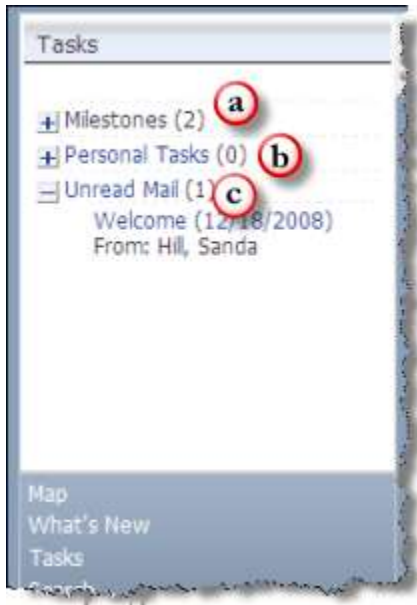 Tasks
Milestones (2) a
Personal Tasks (0) b
Unread Mail (1) c
Welcome (12/18/2008)
From: Hill, Sanda
Map
What's New
Tasks
Search